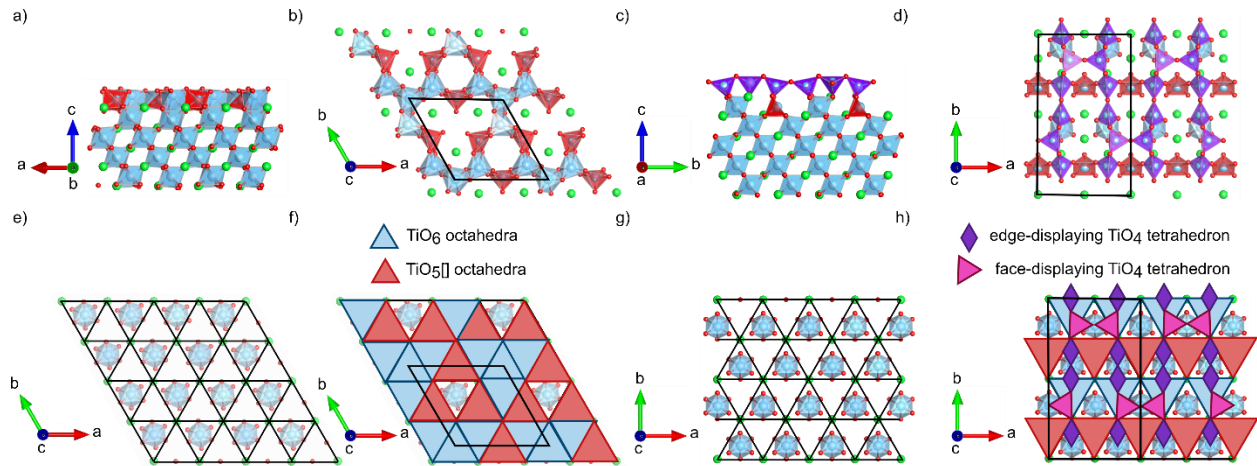 a)
b)
c)
d)
c
a
b
b
a
c
c
a
b
b
a
c
e)
f)
g)
h)
TiO6 octahedra
TiO5[] octahedra
edge-displaying TiO4 tetrahedron
face-displaying TiO4 tetrahedron
b
a
c
b
a
c
b
a
c
b
a
c